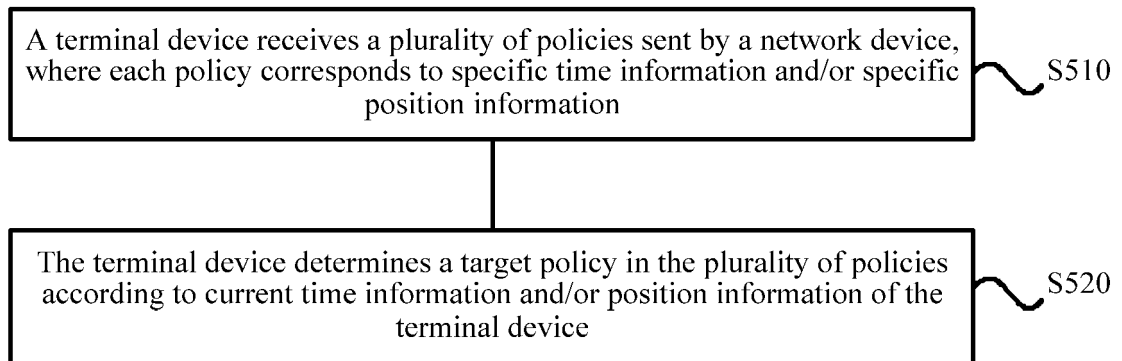 A terminal device receives a plurality of policies sent by a network device,
where each policy corresponds to specific time information and/or specific
position information
S510
The terminal device determines a target policy in the plurality of policies
according to current time information and/or position information of the
terminal device
S520